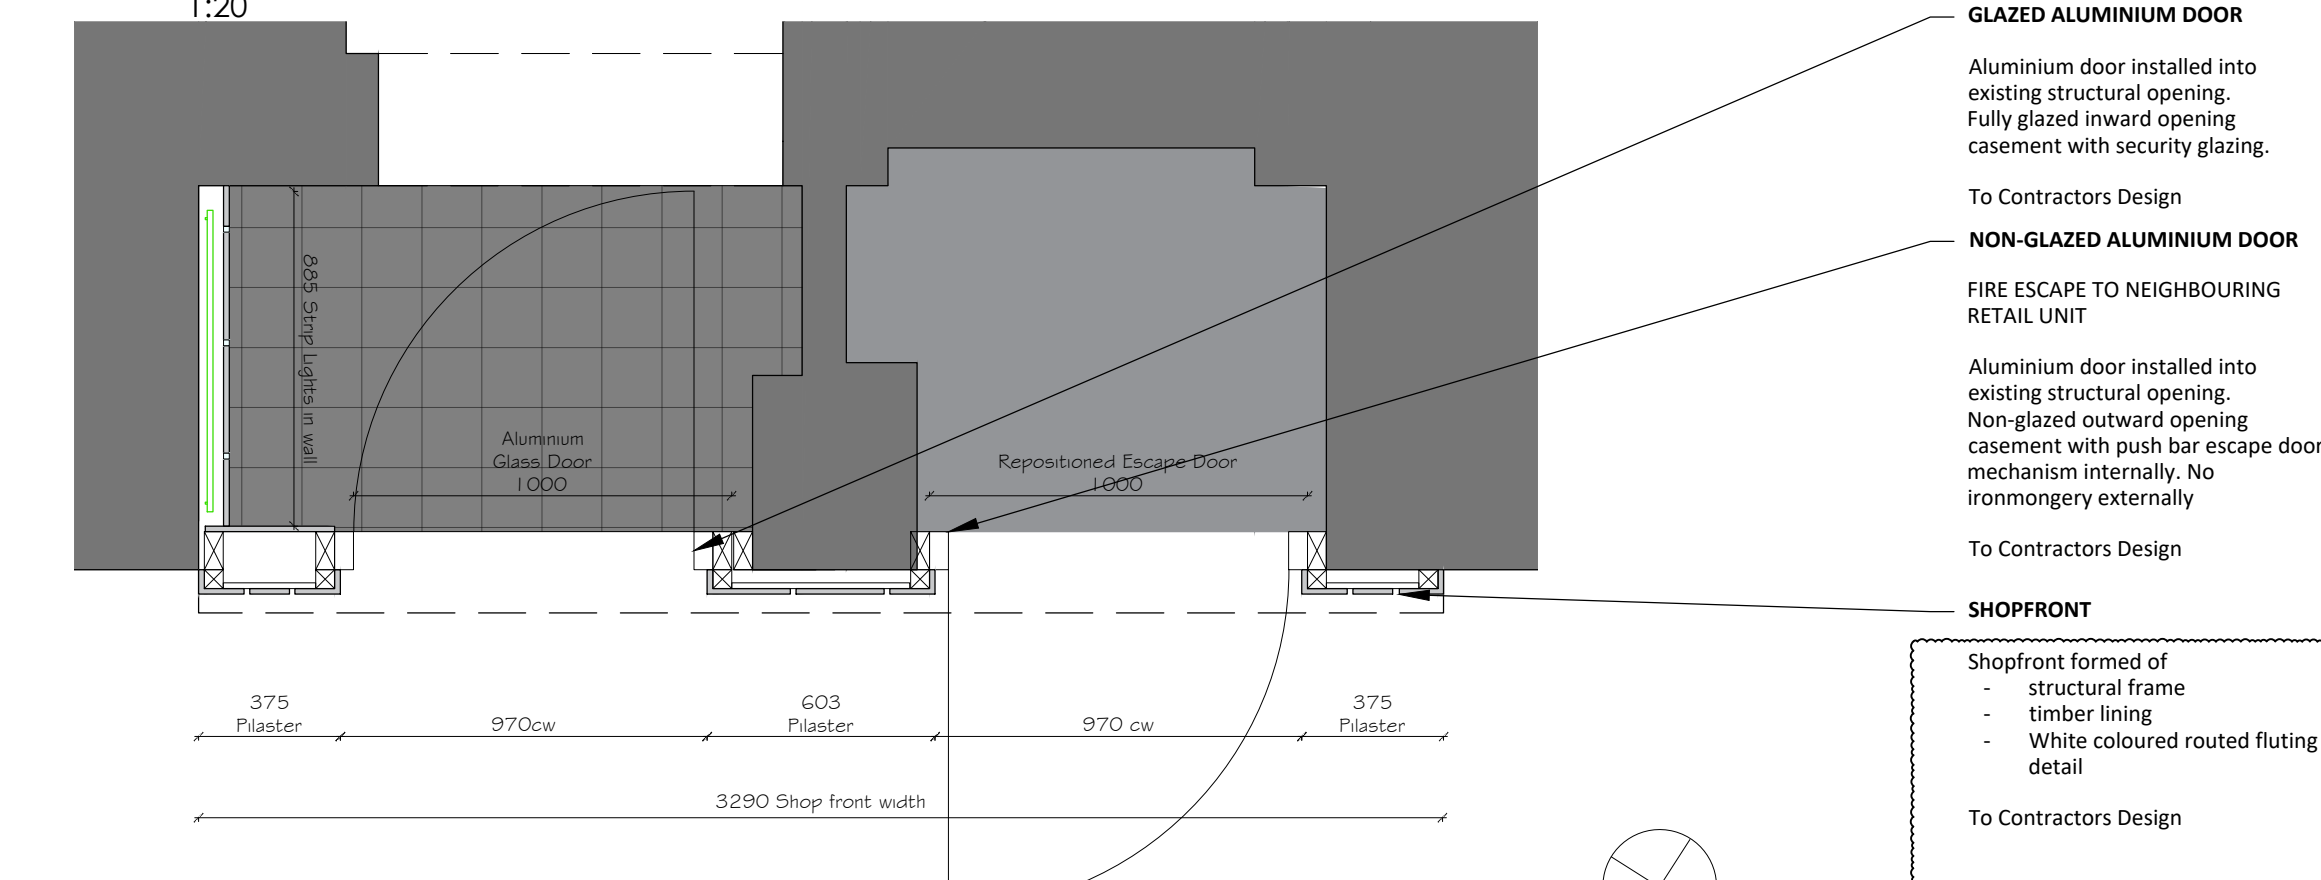 1:20
885 Strip Lights in wall
Aluminium
Glass Door
1000
Repositioned Escape Door
1000
375
Pilaster
970cw
603
Pilaster
970 cw
375
Pilaster
3290 Shop front width
GLAZED ALUMINIUM DOOR
Aluminium door installed into
existing structural opening.
Fully glazed inward opening
casement with security glazing.
To Contractors Design
NON-GLAZED ALUMINIUM DOOR
FIRE ESCAPE TO NEIGHBOURING
RETAIL UNIT
Aluminium door installed into
existing structural opening.
Non-glazed outward opening
casement with push bar escape door
mechanism internally. No
ironmongery externally
To Contractors Design
SHOPFRONT
Shopfront formed of
- structural frame
- timber lining
- White coloured routed fluting
detail
To Contractors Design